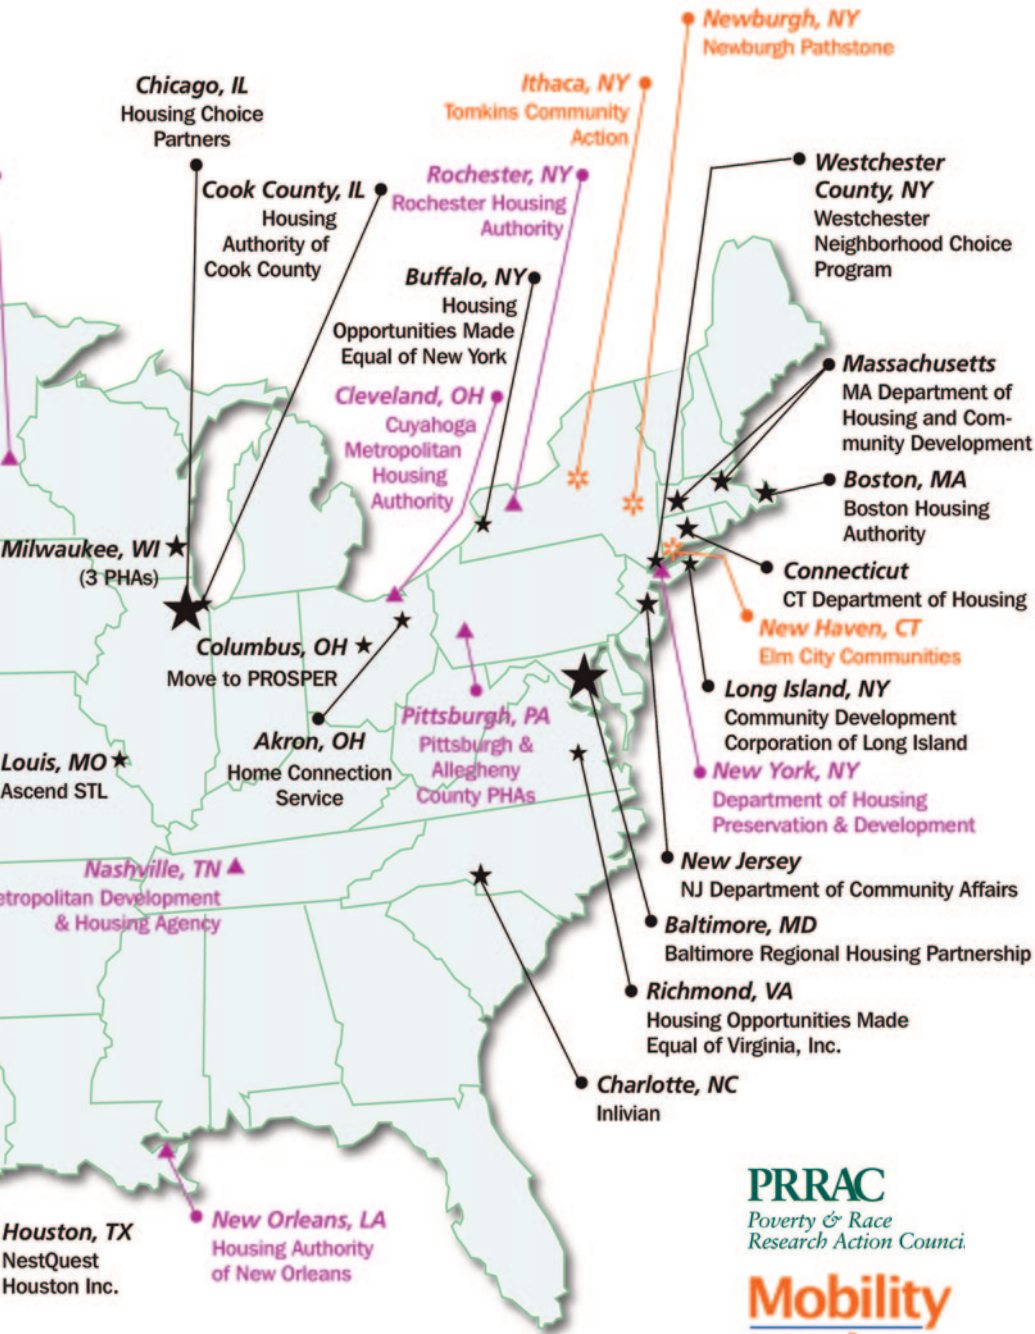 Newburgh, NY
Newburgh Pathstone
Chicago, IL
Housing Choice
Partners
Ithaca, NY
Tomkins Community
Action
Westchester
County, NY
Westchester
Neighborhood Choice
Program
Cook County, IL
Housing
Authority of
Cook County
Rochester, NY
Rochester Housing
Authority
Buffalo, NY
Housing
Opportunities Made
Equal of New York
Massachusetts
MA Department of
Housing and Com-
munity Development
Cleveland, OH
Cuyahoga
Metropolitan
Housing
Authority
Boston, MA
Boston Housing
Authority
Milwaukee, WI
(3 PHAs)
Connecticut
CT Department of Housing
New Haven, CT
Elm City Communities
Columbus, OH
Move to PROSPER
Long Island, NY
Community Development
Corporation of Long Island
Pittsburgh, PA
Pittsburgh &
Allegheny
County PHAs
Akron, OH
Home Connection
Service
Louis, MO
Ascend STL
New York, NY
Department of Housing
Preservation & Development
New Jersey
NJ Department of Community Affairs
Nashville, TN
etropolitan Development
& Housing Agency
Baltimore, MD
Baltimore Regional Housing Partnership
Richmond, VA
Housing Opportunities Made
Equal of Virginia, Inc.
Charlotte, NC
Inlivian
New Orleans, LA
Housing Authority
of New Orleans
Houston, TX
NestQuest
Houston Inc.
PRRAC
Poverty & Race
Research Action Counci
Mobility